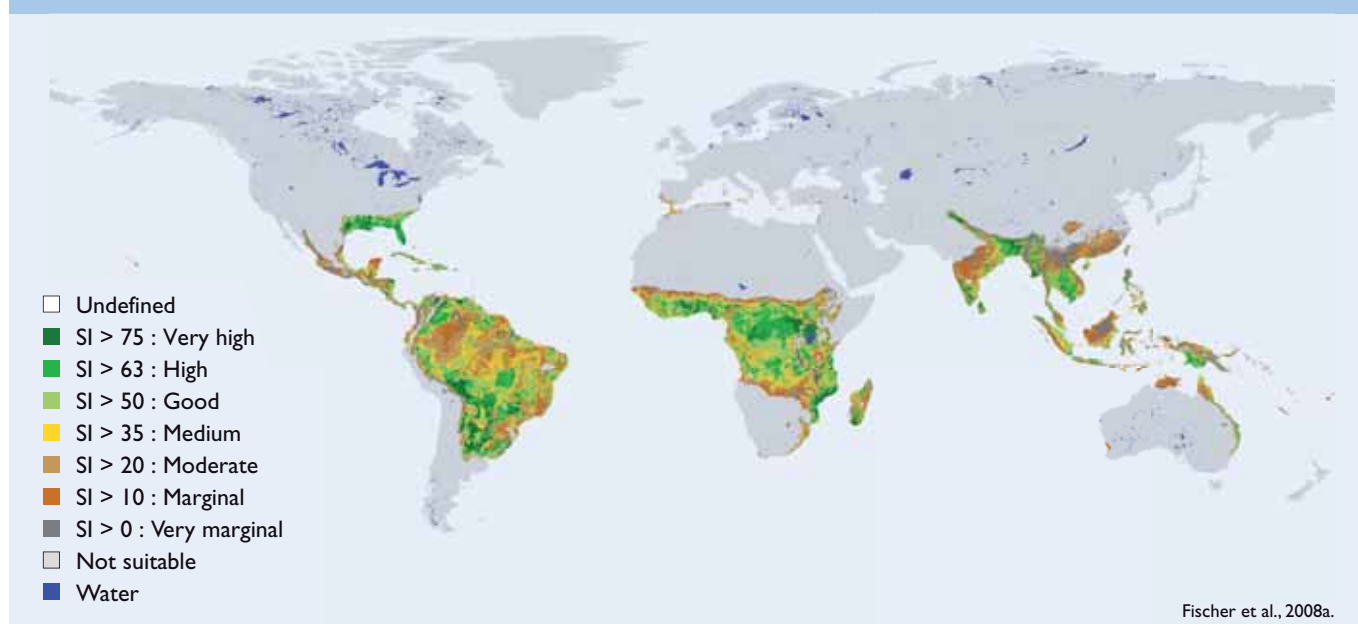 Undefined
SI > 75 : Very high
SI > 63 : High
SI > 50 : Good
SI > 35 : Medium
SI > 20 : Moderate
SI > 10 : Marginal
SI > 0 : Very marginal
Not suitable
Water
Fischer et al., 2008a.